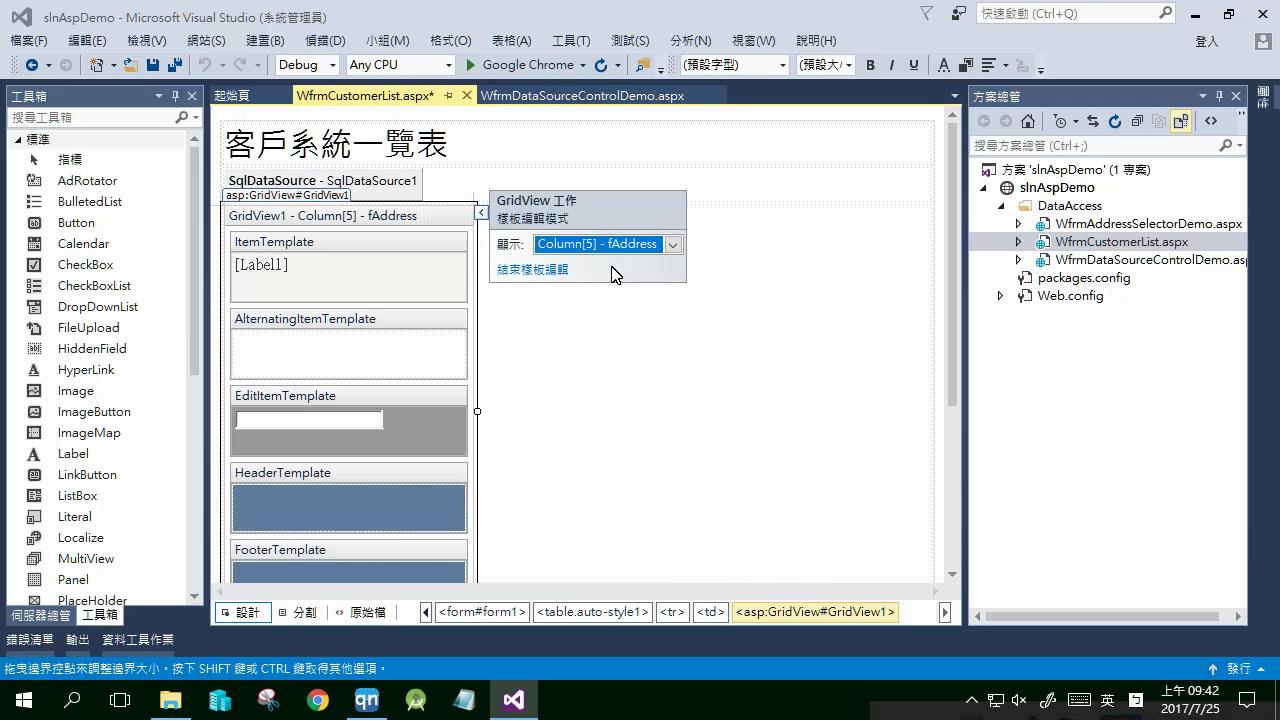 slnAspDemo - Microsoft Visual Studio (系統管理員)
快速啟動 (Ctrl+Q)
檔案(F) 編輯(E) 檢視(V) 網站(S) 建置(B) 偵錯(D) 小組(M) 格式(O) 表格(A) 工具(T) 測試(S) 分析(N) 視窗(W) 說明(H) 登入
Debug Any CPU Google Chrome (預設字型) (預設大 B I U A
工具箱
搜尋工具箱
標準
指標
AdRotator
BulletedList
Button
Calendar
CheckBox
CheckBoxList
DropDownList
FileUpload
HiddenField
HyperLink
Image
ImageButton
ImageMap
Label
LinkButton
ListBox
Literal
Localize
MultiView
Panel
PlaceHolder
伺服器總管 工具箱
起始頁 WfrmCustomerList.aspx* WfrmDataSourceControlDemo.aspx
客戶系統一覽表
SqlDataSource - SqlDataSource1
asp:GridView#GridView1
GridView1 - Column[5] - fAddress
ItemTemplate
[Label1]
AlternatingItemTemplate
EditItemTemplate
HeaderTemplate
FooterTemplate
GridView 工作
樣板編輯模式
顯示: Column[5] - fAddress
結束樣板編輯
設計 分割 原始檔 <form#form1> <table.auto-style1> <tr> <td> <asp:GridView#GridView1>
方案總管
搜尋方案總管 (Ctrl+;)
方案 'slnAspDemo' (1 專案)
slnAspDemo
DataAccess
WfrmAddressSelectorDemo.aspx
WfrmCustomerList.aspx
WfrmDataSourceControlDemo.asp
packages.config
Web.config
錯誤清單 輸出 資料工具作業
拖曳邊界控點來調整邊界大小。按下 SHIFT 鍵或 CTRL 鍵取得其他選項。
發行
qn
英
上午 09:42
2017/7/25